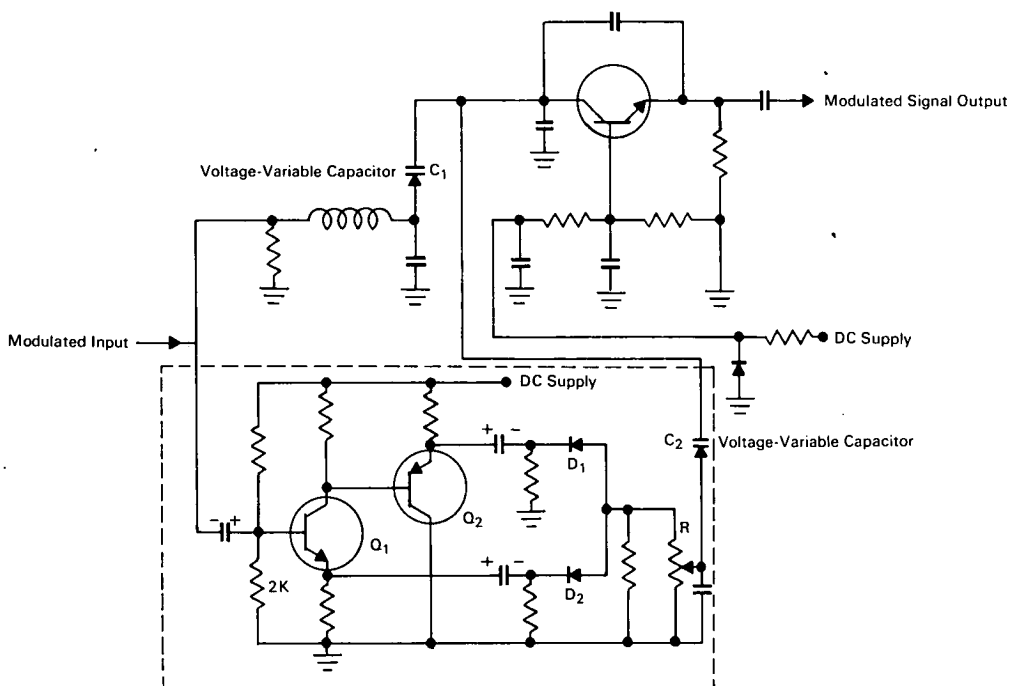 Modulated Signal Output
Voltage-Variable Capacitor C1
Modulated Input
DC Supply
DC Supply
C2 Voltage-Variable Capacitor
+ −
D1
Q2
− +
Q1
R
2K
+ −
D2